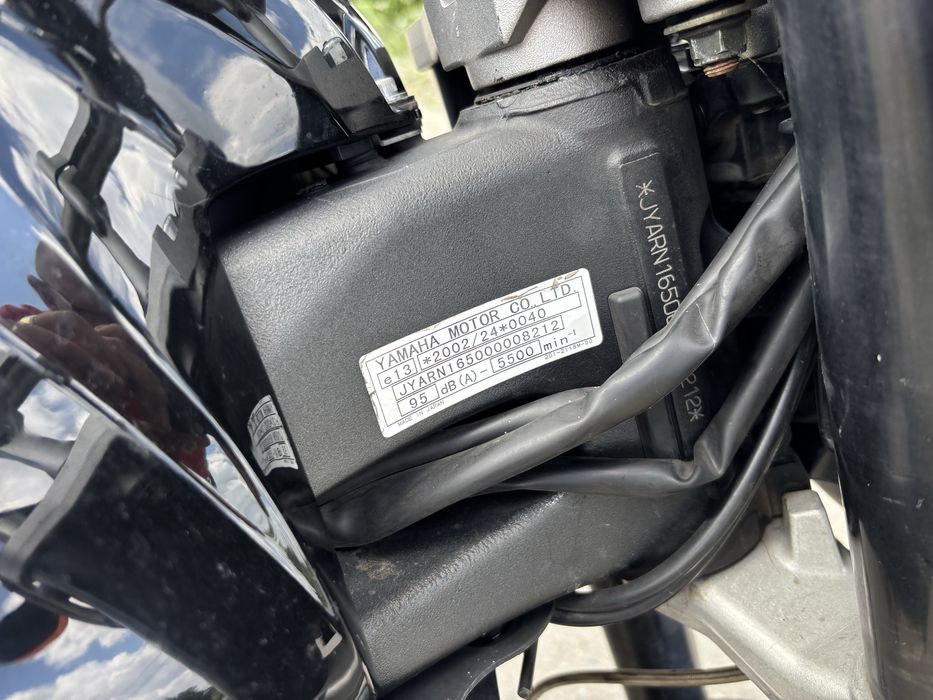 YAMAHA MOTOR CO.,LTD.
e13 *2002/24*0040
JYARN165000008212
95 dB(A) - 5500 min-1
MADE IN JAPAN
*JYARN1650
212*